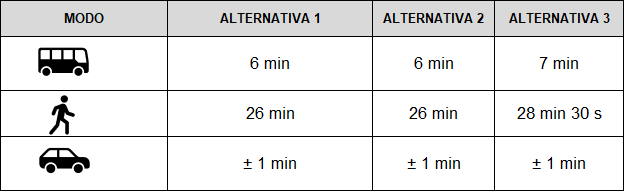 MODO ALTERNATIVA 1 ALTERNATIVA 2 ALTERNATIVA 3
6 min 6 min 7 min
26 min 26 min 28 min 30 s
± 1 min ± 1 min ± 1 min